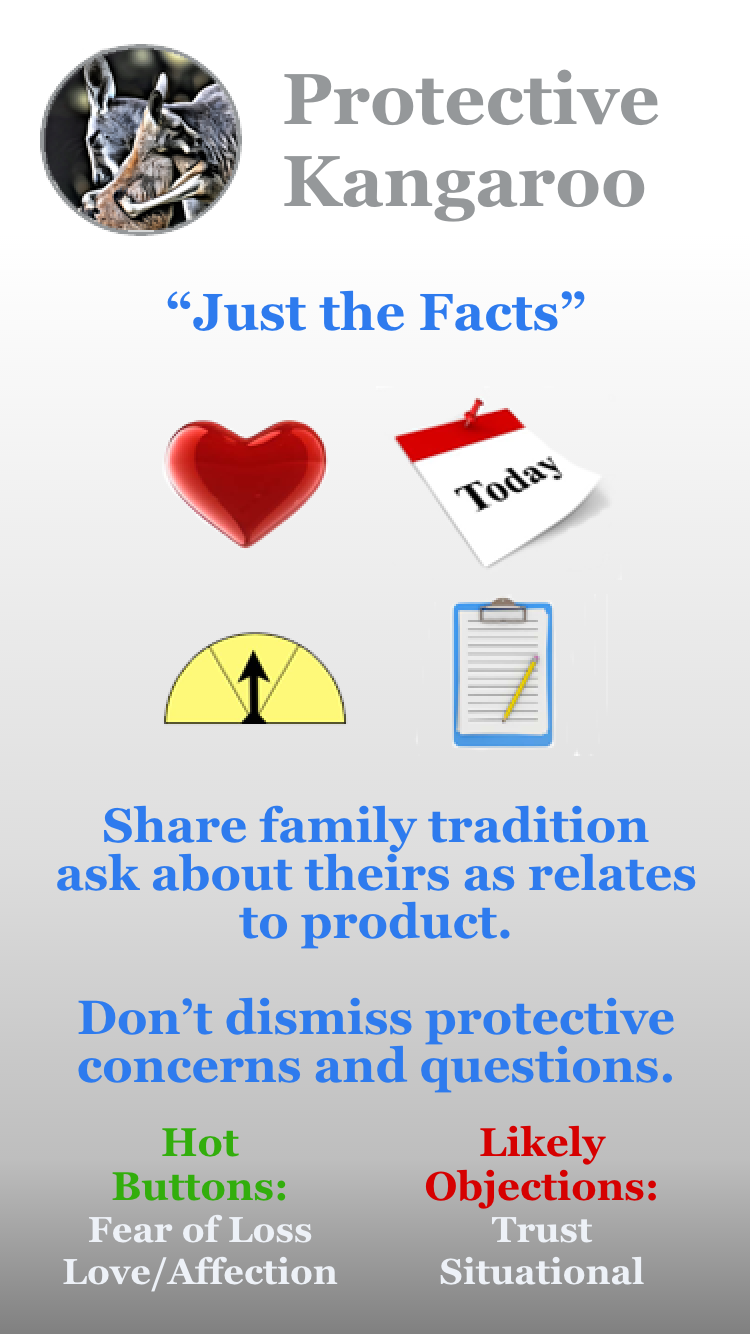 Protective
Kangaroo
“Just the Facts”
Today
Share family tradition
ask about theirs as relates
to product.
Don’t dismiss protective
concerns and questions.
Hot
Buttons:
Fear of Loss
Love/Affection
Likely
Objections:
Trust
Situational